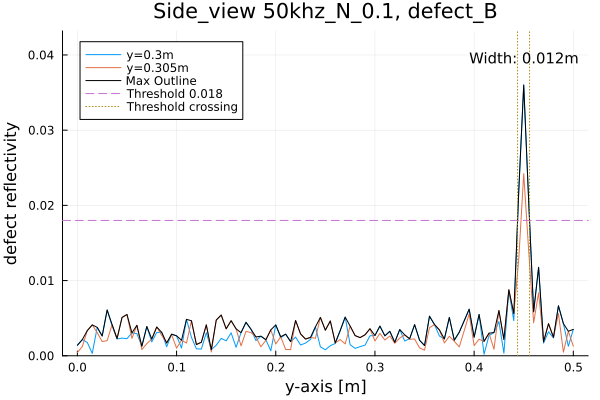 Side_view 50khz_N_0.1, defect_B
Width: 0.012m
y=0.3m
y=0.305m
Max Outline
Threshold 0.018
Threshold crossing
defect reflectivity
0.04
0.03
0.02
0.01
0.00
0.0 0.1 0.2 0.3 0.4 0.5
y-axis [m]